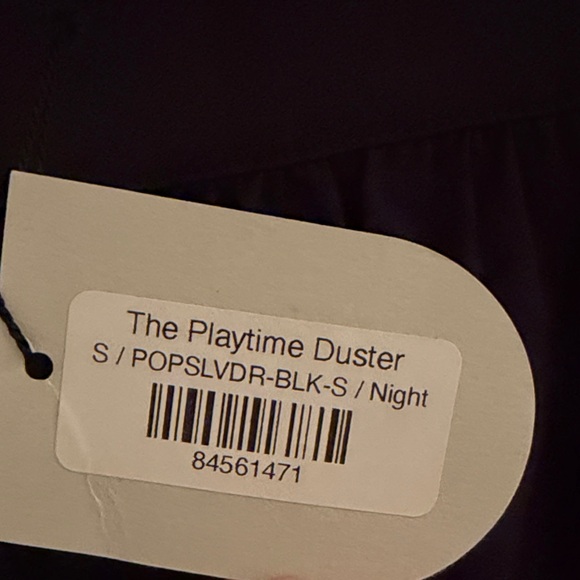 The Playtime Duster
S / POPSLVDR-BLK-S / Night
84561471